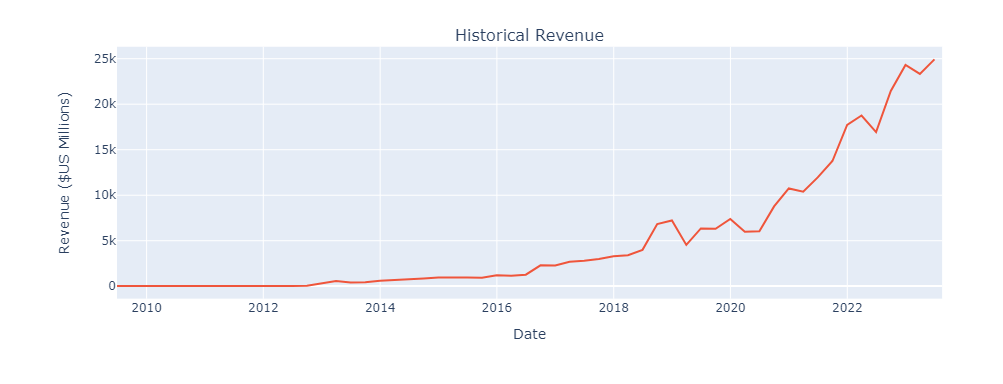 Historical Revenue
25k
20k
15k
10k
5k
0
Revenue ($US Millions)
2010 2012 2014 2016 2018 2020 2022
Date